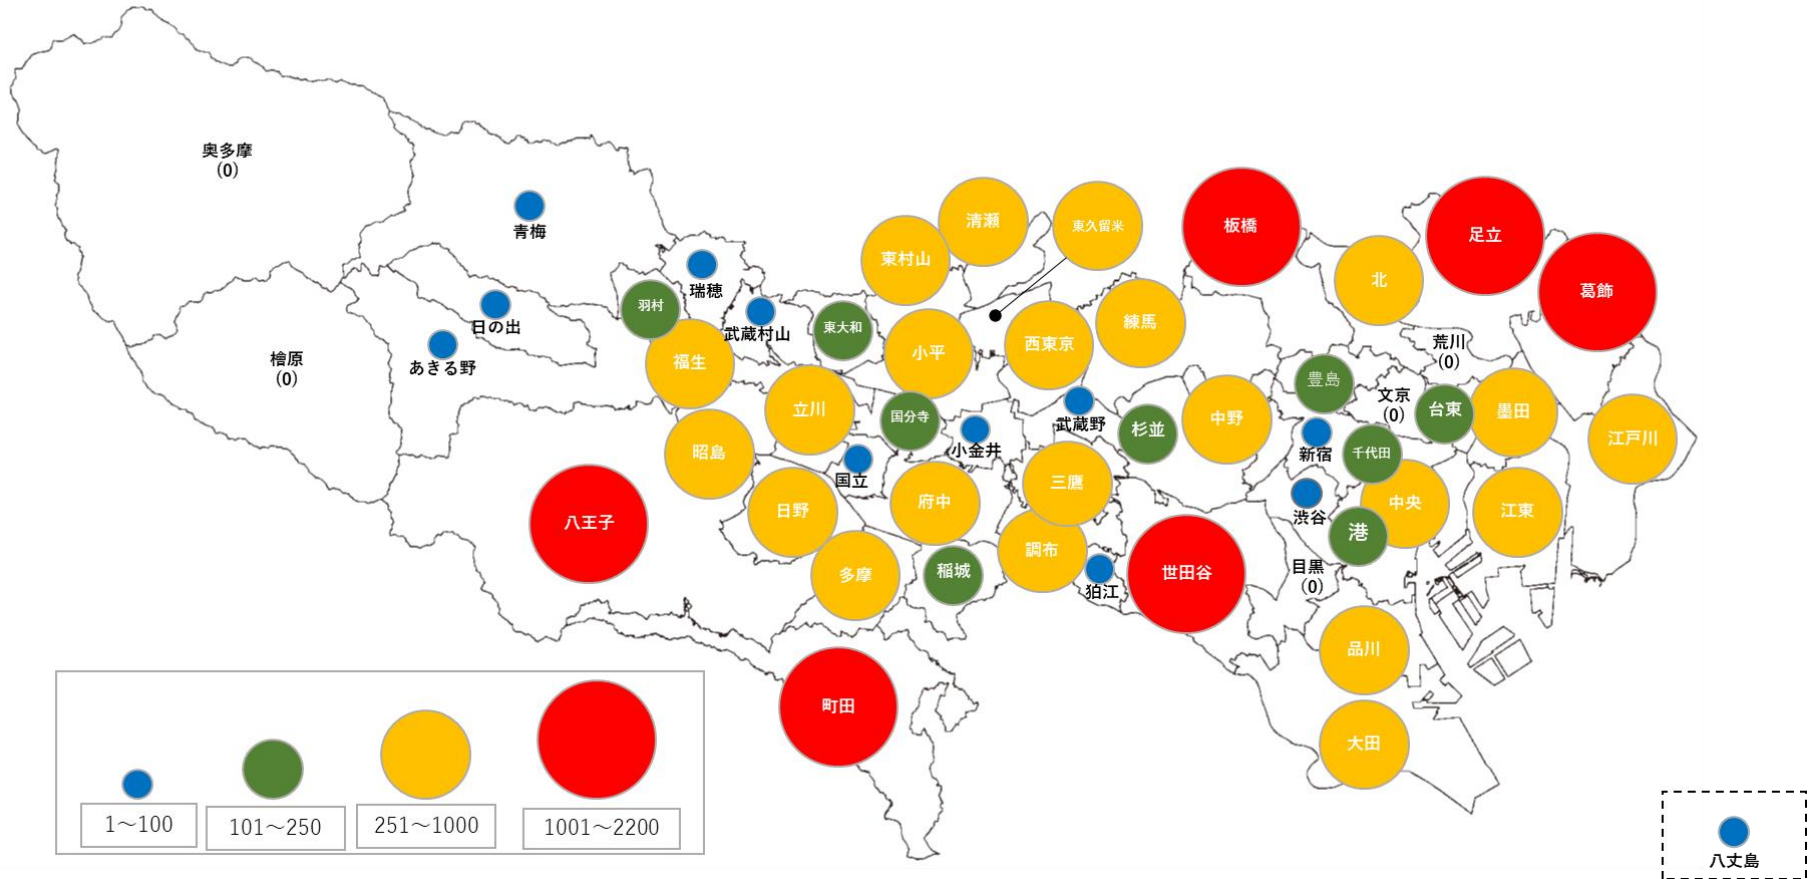 奥多摩
(0)
青梅
瑞穂
日の出
あきる野
檜原
(0)
羽村
武蔵村山
福生
東大和
東村山
清瀬
東久留米
小平
西東京
練馬
板橋
北
足立
葛飾
荒川
(0)
豊島
文京
(0)
台東
墨田
江戸川
立川
国分寺
小金井
武蔵野
杉並
中野
新宿
千代田
昭島
国立
三鷹
八王子
日野
府中
渋谷
中央
江東
港
調布
多摩
稲城
狛江
世田谷
目黒
(0)
品川
町田
大田
1～100
101～250
251～1000
1001～2200
八丈島